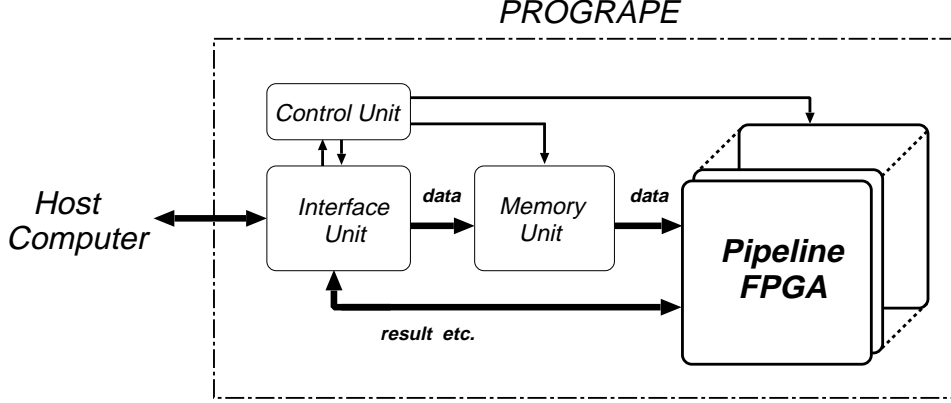 PROGRAPE
Control Unit
Host
Computer
Interface
Unit
data
Memory
Unit
data
Pipeline
FPGA
result etc.